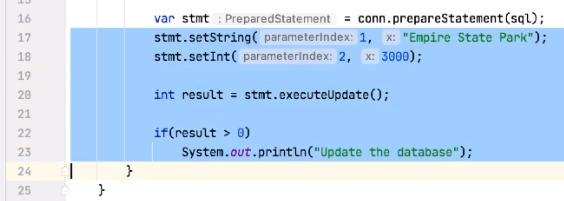 16 var stmt : PreparedStatement = conn.prepareStatement(sql);
17 stmt.setString( parameterIndex: 1, x: "Empire State Park");
18 stmt.setInt( parameterIndex: 2, x: 3000);
19
20 int result = stmt.executeUpdate();
21
22 if(result > 0)
23 System.out.println("Update the database");
24 }
25 }